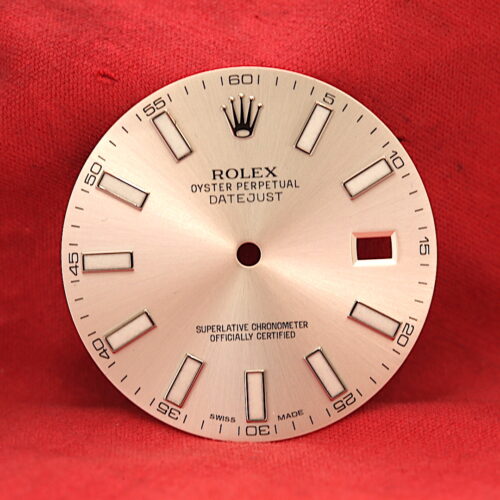 60
5
10
15
20
25
30
35
40
45
50
55
ROLEX
OYSTER PERPETUAL
DATEJUST
SUPERLATIVE CHRONOMETER
OFFICIALLY CERTIFIED
SWISS MADE